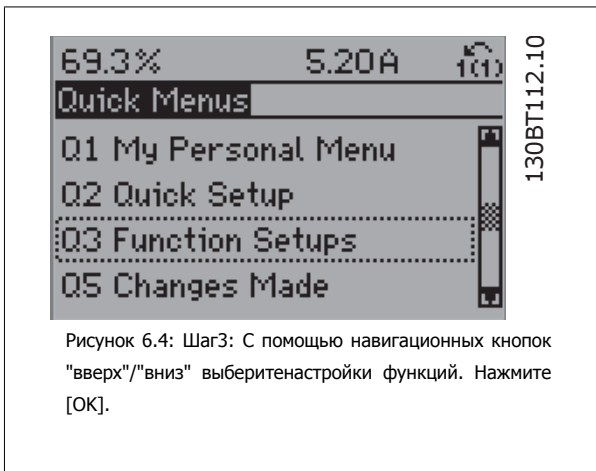 69.3% 5.20A 1(1)
Quick Menus
Q1 My Personal Menu
Q2 Quick Setup
Q3 Function Setups
Q5 Changes Made
130BT112.10
Рисунок 6.4: Шаг3: С помощью навигационных кнопок
"вверх"/"вниз" выберитенастройки функций. Нажмите
[OK].